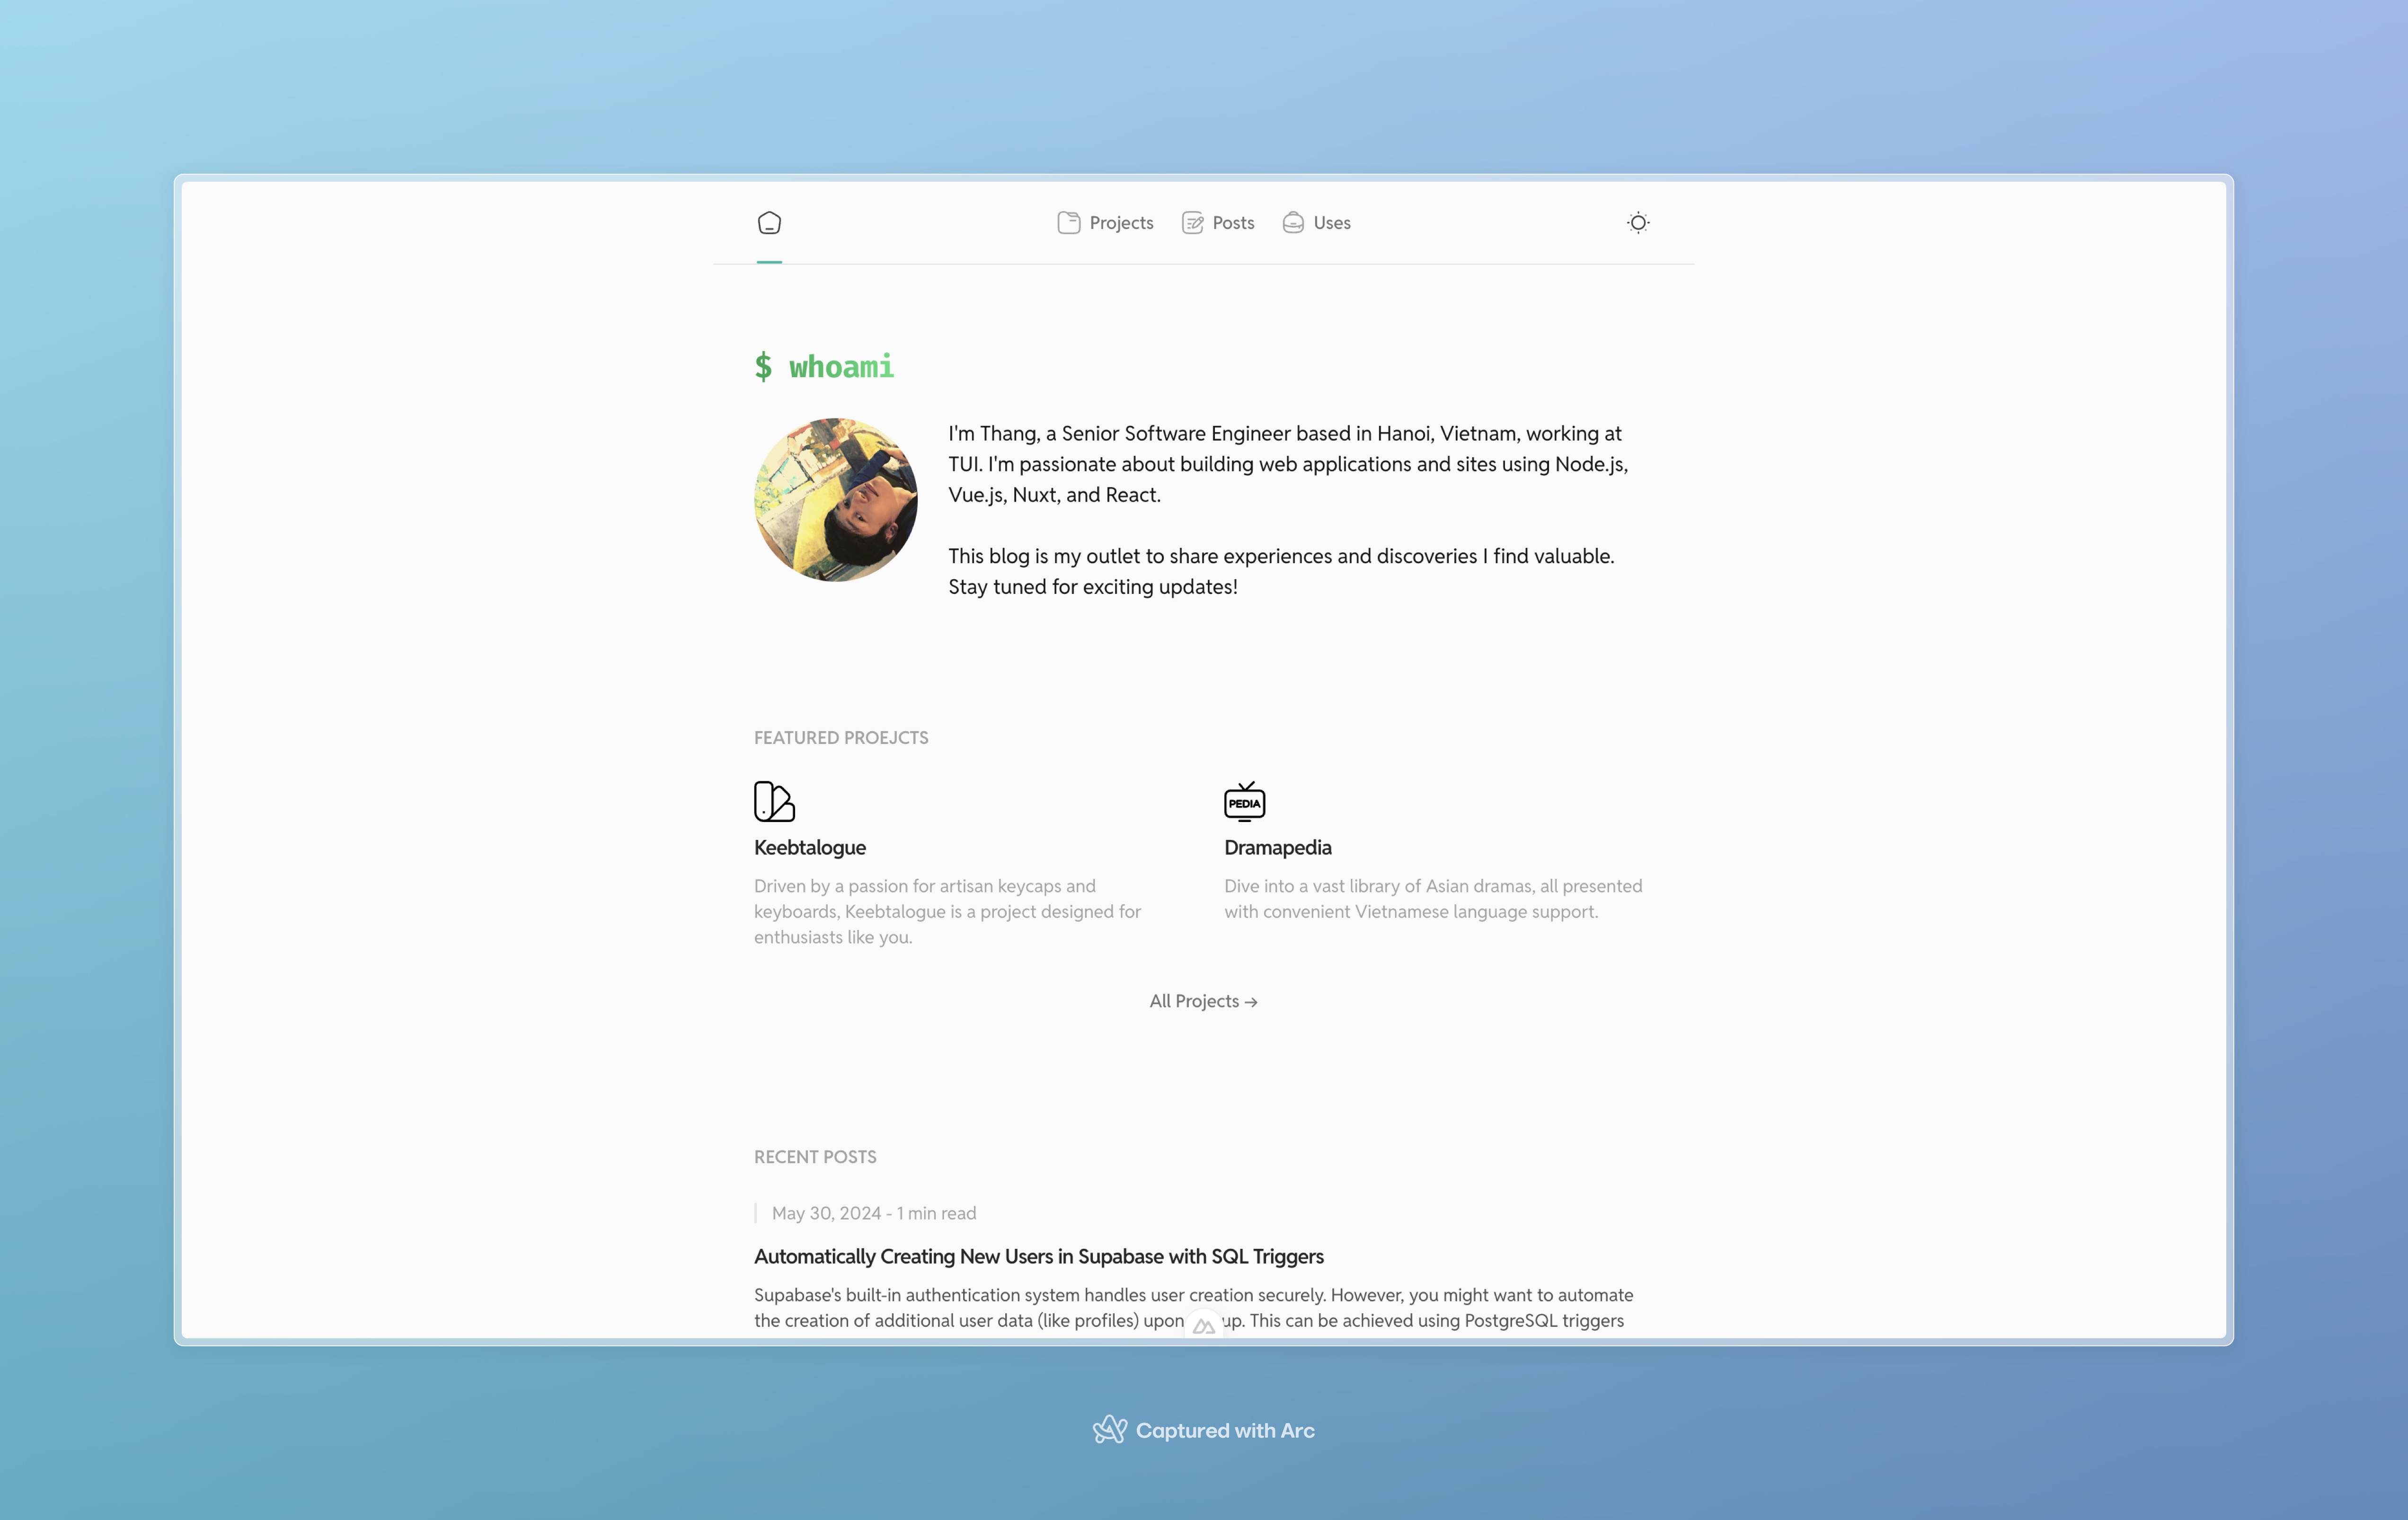 Projects Posts Uses
$ whoami
I'm Thang, a Senior Software Engineer based in Hanoi, Vietnam, working at
TUI. I'm passionate about building web applications and sites using Node.js,
Vue.js, Nuxt, and React.
This blog is my outlet to share experiences and discoveries I find valuable.
Stay tuned for exciting updates!
FEATURED PROEJCTS
PEDIA
Keebtalogue
Driven by a passion for artisan keycaps and
keyboards, Keebtalogue is a project designed for
enthusiasts like you.
Dramapedia
Dive into a vast library of Asian dramas, all presented
with convenient Vietnamese language support.
All Projects →
RECENT POSTS
May 30, 2024 - 1 min read
Automatically Creating New Users in Supabase with SQL Triggers
Supabase's built-in authentication system handles user creation securely. However, you might want to automate
the creation of additional user data (like profiles) upon up. This can be achieved using PostgreSQL triggers
Captured with Arc